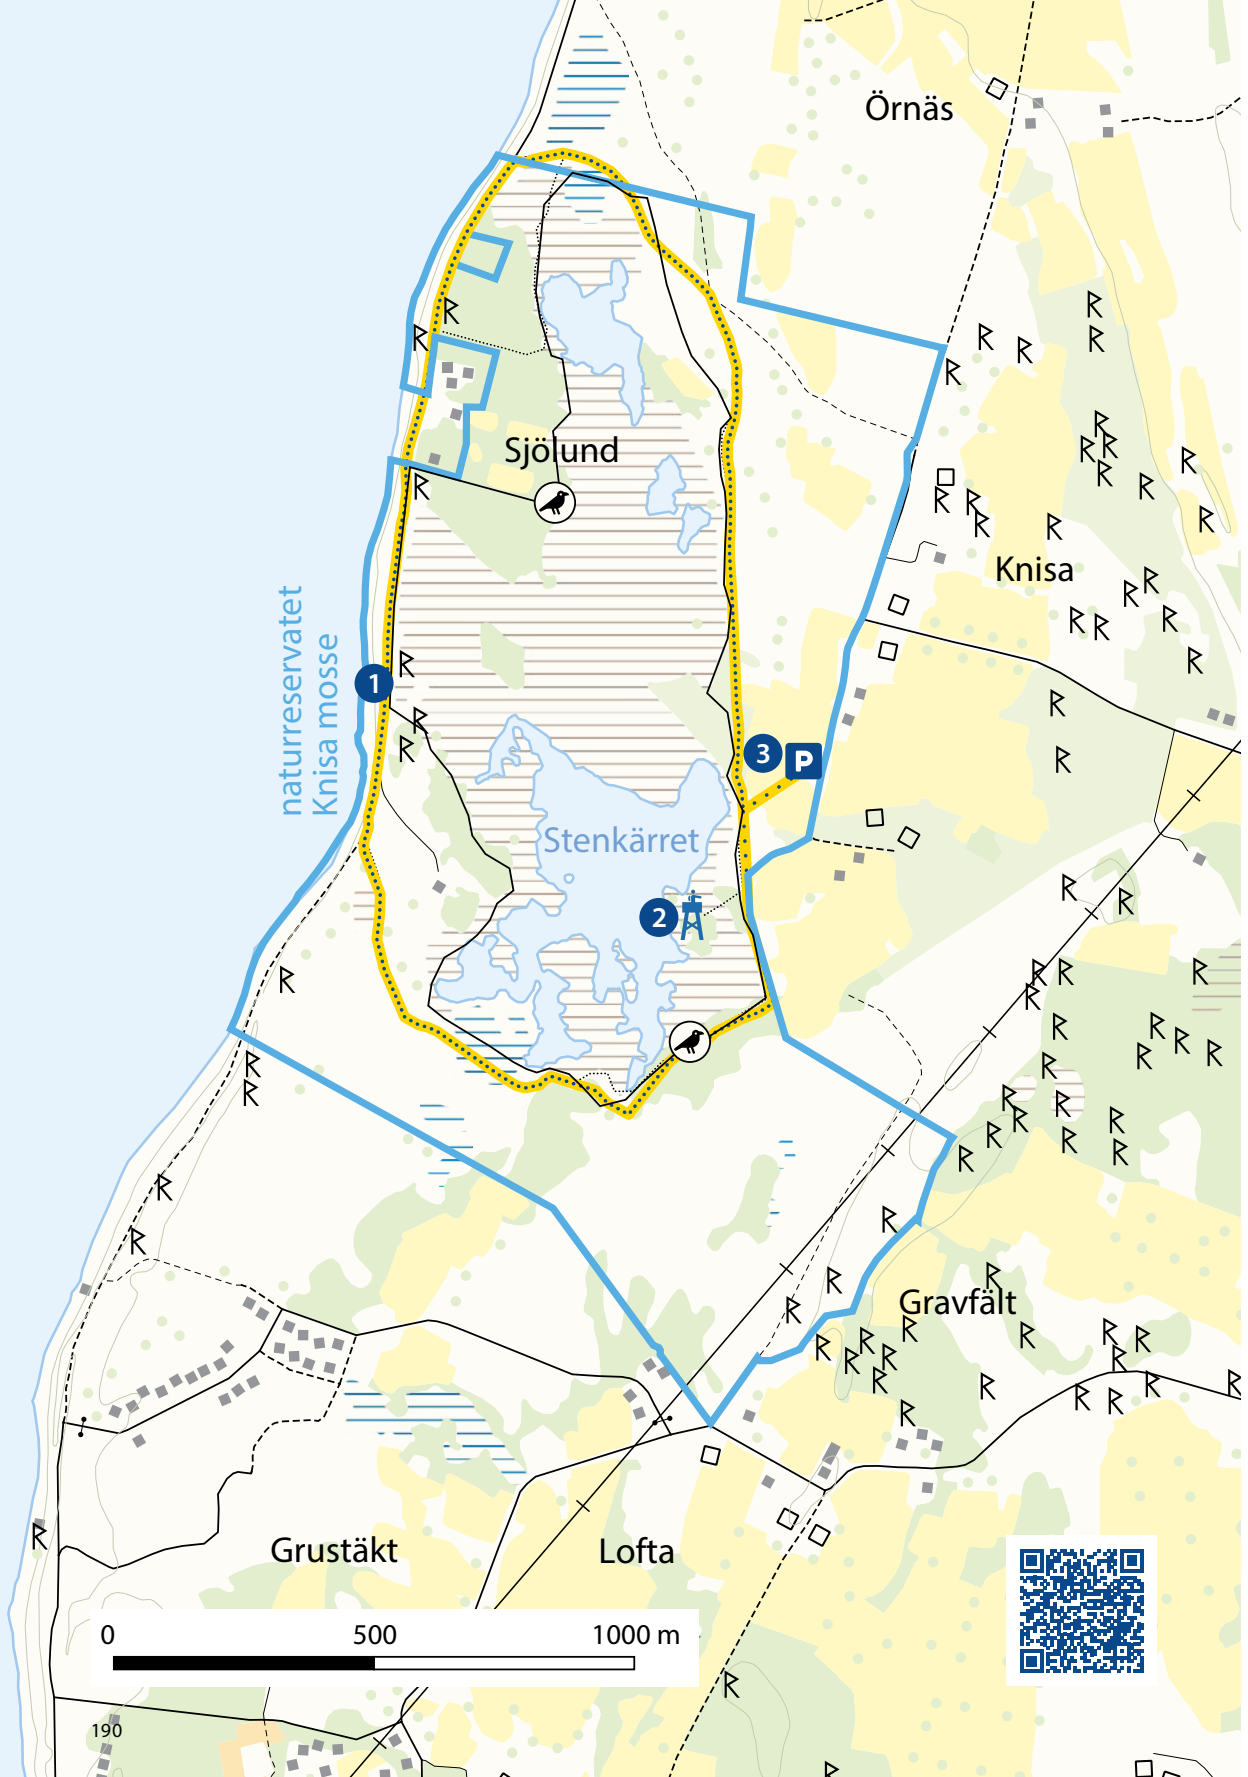 Örnäs
Sjölund
Knisa
naturreservatet
Knisa mosse
1
3
P
Stenkärret
2
Gravfält
Grustäkt
Lofta
0 500 1000 m
190